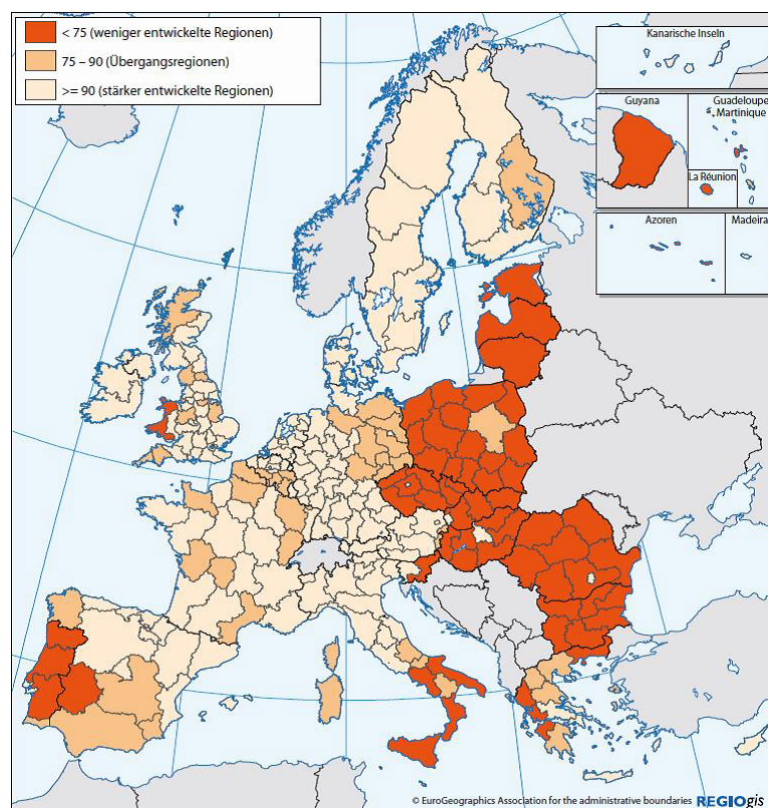 < 75 (weniger entwickelte Regionen)
75 – 90 (Übergangsregionen)
>= 90 (stärker entwickelte Regionen)
Kanarische Inseln
Guyana
Guadeloupe
Martinique
La Réunion
Azoren
Madeira
© EuroGeographics Association for the administrative boundaries REGIOgis